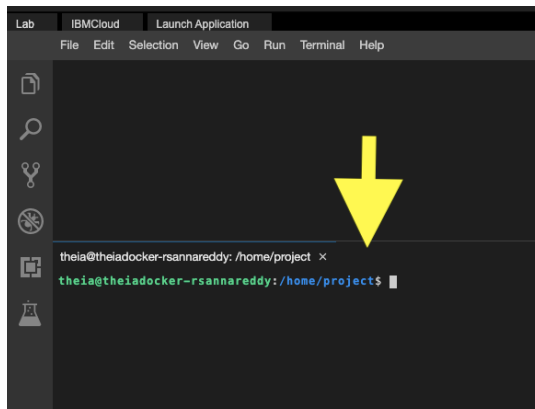 Lab IBMCloud Launch Application
File Edit Selection View Go Run Terminal Help
theia@theiadocker-rsannareddy: /home/project ×
theia@theiadocker-rsannareddy:/home/project$